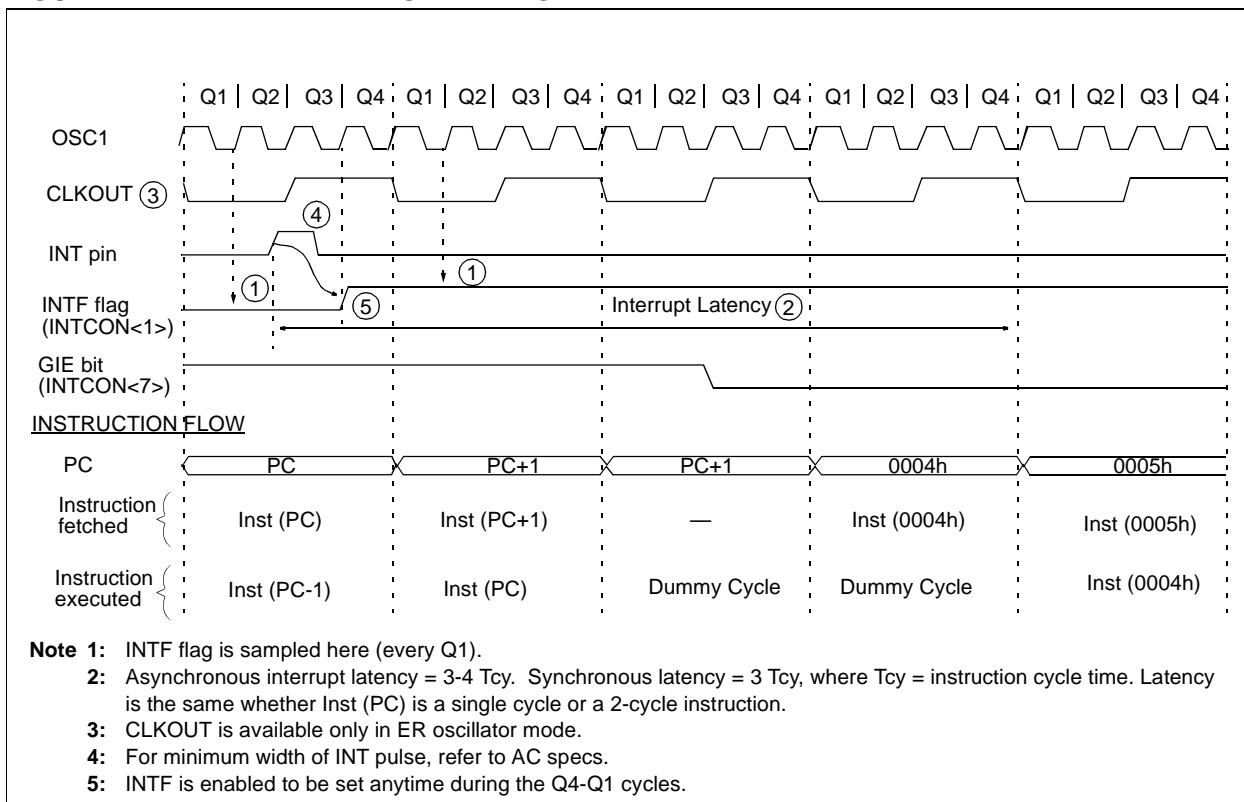 Q1 Q2 Q3 Q4 Q1 Q2 Q3 Q4 Q1 Q2 Q3 Q4 Q1 Q2 Q3 Q4 Q1 Q2 Q3 Q4
OSC1
CLKOUT 3
4
INT pin
1 1
INTF flag
(INTCON<1>)
5
Interrupt Latency 2
GIE bit
(INTCON<7>)
INSTRUCTION FLOW
PC PC PC+1 PC+1 0004h 0005h
Instruction
fetched
Inst (PC) Inst (PC+1) — Inst (0004h) Inst (0005h)
Instruction
executed
Inst (PC-1) Inst (PC) Dummy Cycle Dummy Cycle Inst (0004h)
Note 1: INTF flag is sampled here (every Q1).
2: Asynchronous interrupt latency = 3-4 Tcy. Synchronous latency = 3 Tcy, where Tcy = instruction cycle time. Latency
is the same whether Inst (PC) is a single cycle or a 2-cycle instruction.
3: CLKOUT is available only in ER oscillator mode.
4: For minimum width of INT pulse, refer to AC specs.
5: INTF is enabled to be set anytime during the Q4-Q1 cycles.